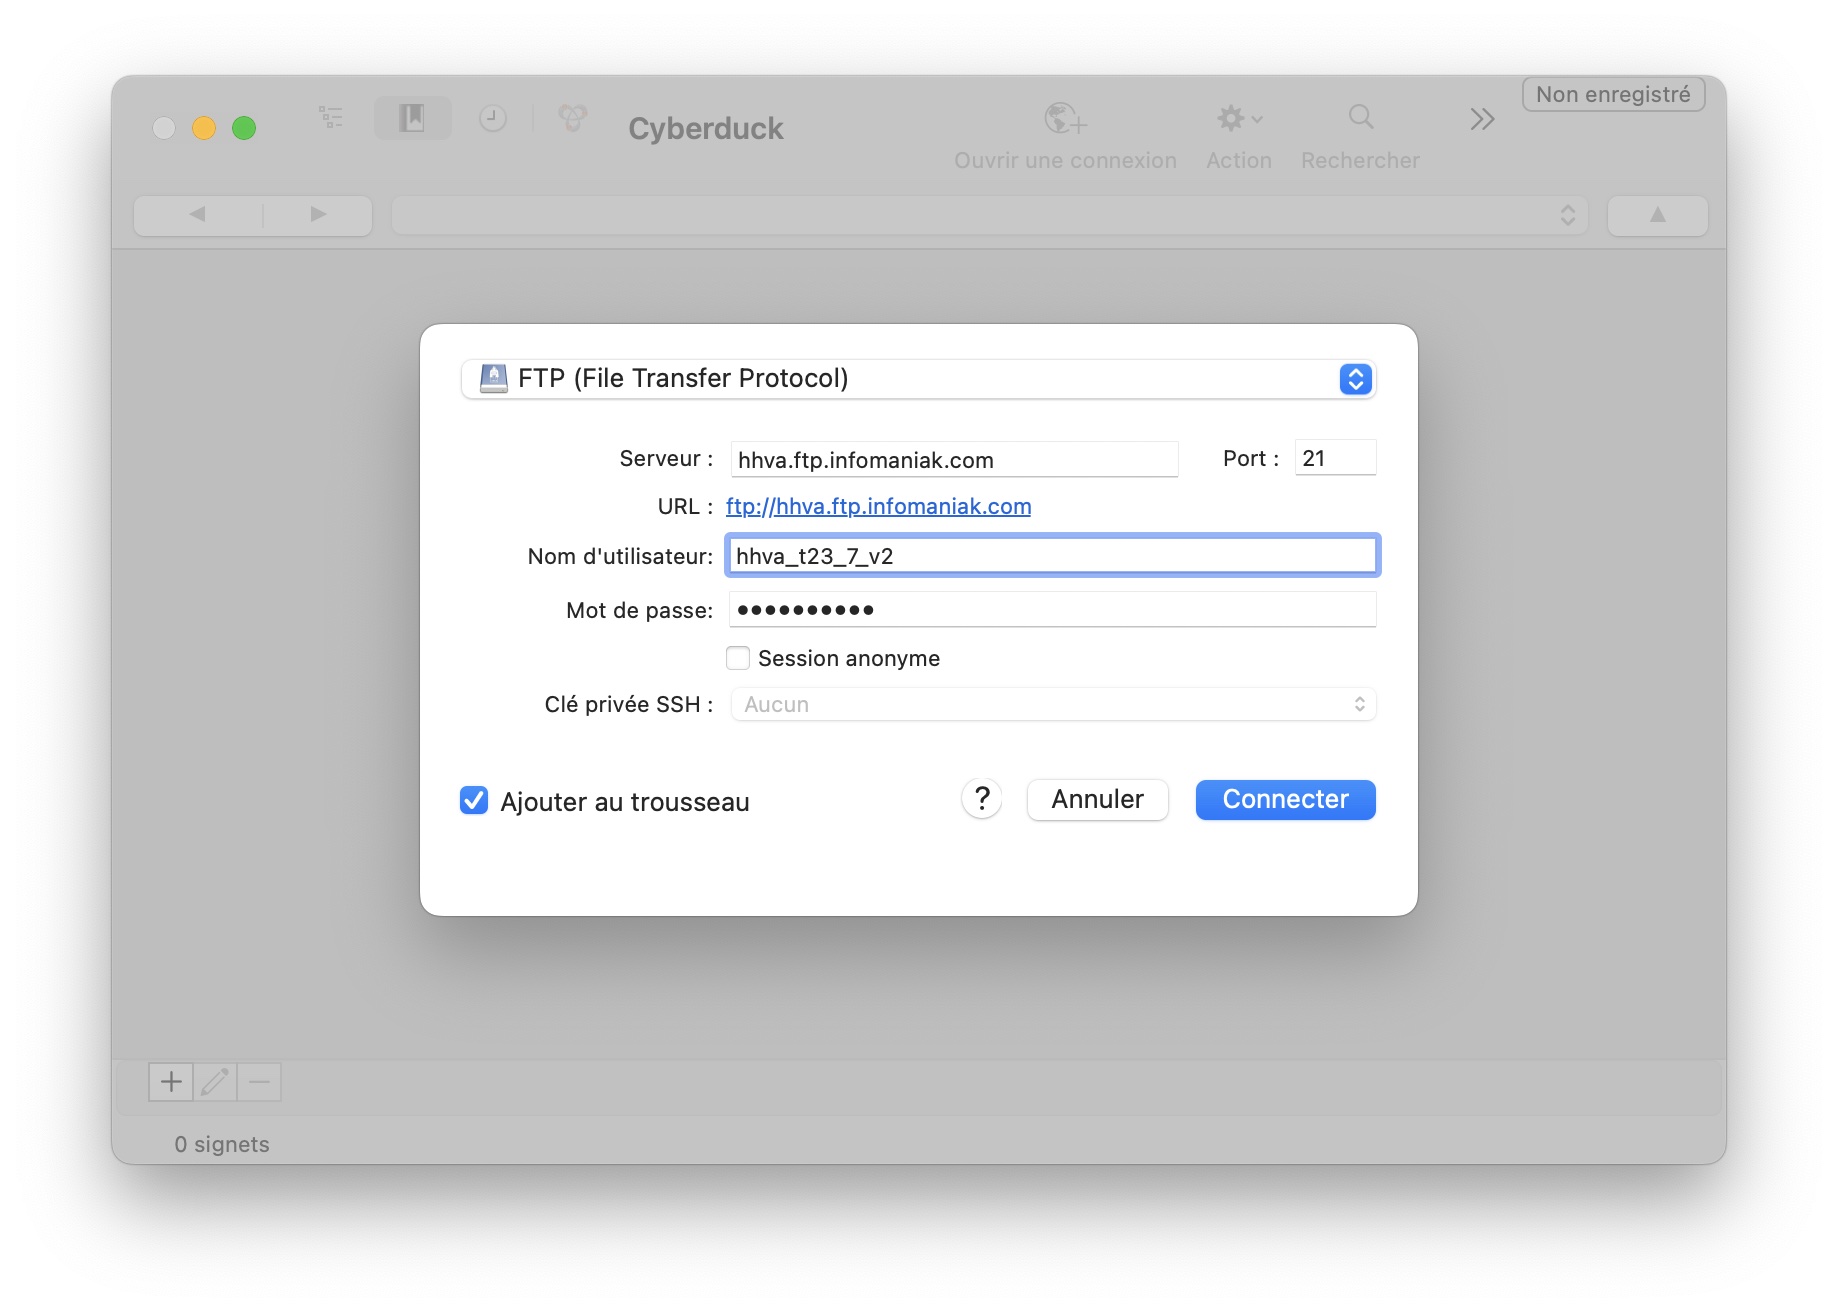 Non enregistré
Cyberduck
Ouvrir une connexion Action Rechercher
FTP (File Transfer Protocol)
Serveur : hhva.ftp.infomaniak.com Port : 21
URL : ftp://hhva.ftp.infomaniak.com
Nom d'utilisateur: hhva_t23_7_v2
Mot de passe: ●●●●●●●●●●
Session anonyme
Clé privée SSH : Aucun
Ajouter au trousseau ? Annuler Connecter
0 signets